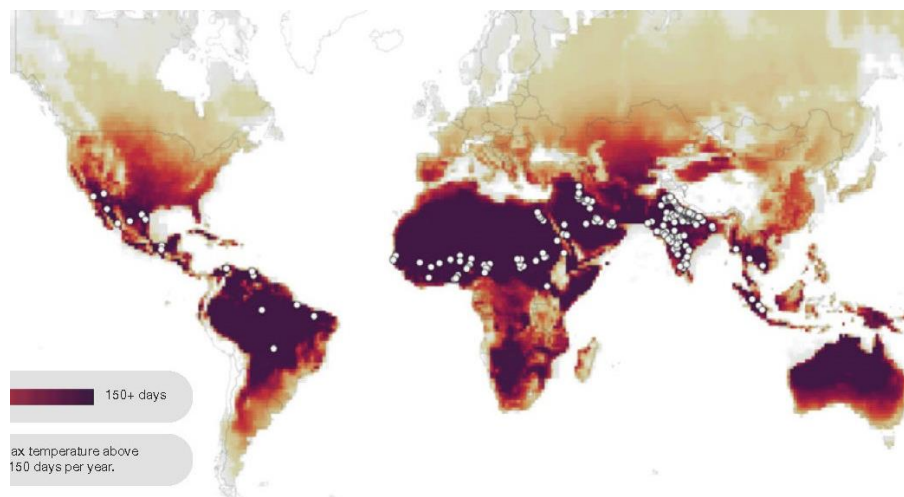 150+ days
ax temperature above
150 days per year.